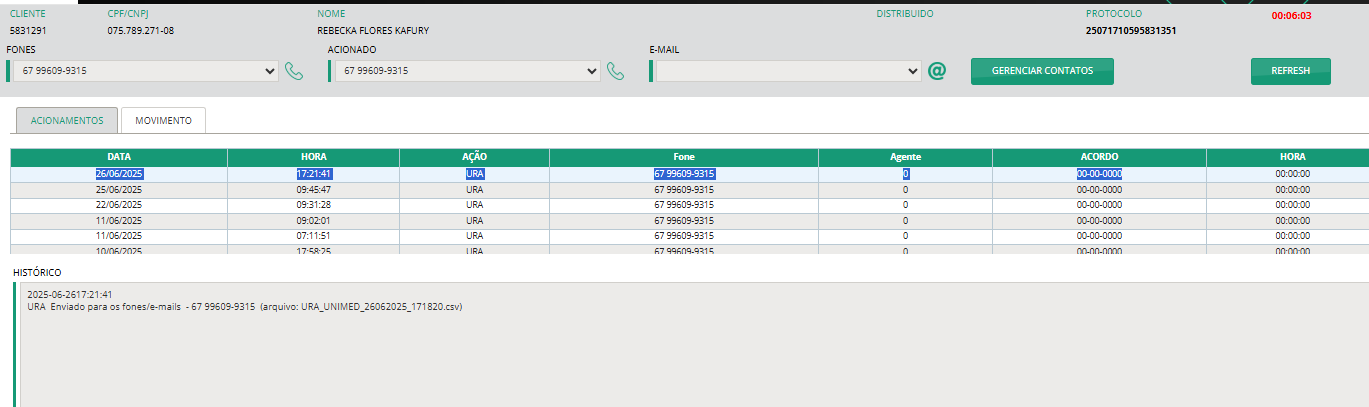 CLIENTE CPF/CNPJ NOME DISTRIBUIDO PROTOCOLO 00:06:03
5831291 075.789.271-08 REBECKA FLORES KAFURY 25071710595831351
FONES ACIONADO E-MAIL
67 99609-9315 67 99609-9315 @ GERENCIAR CONTATOS REFRESH
ACIONAMENTOS MOVIMENTO
DATA HORA AÇÃO Fone Agente ACORDO HORA
26/06/2025 17:21:41 URA 67 99609-9315 0 00-00-0000 00:00:00
25/06/2025 09:45:47 URA 67 99609-9315 0 00-00-0000 00:00:00
22/06/2025 09:31:28 URA 67 99609-9315 0 00-00-0000 00:00:00
11/06/2025 09:02:01 URA 67 99609-9315 0 00-00-0000 00:00:00
11/06/2025 07:11:51 URA 67 99609-9315 0 00-00-0000 00:00:00
10/06/2025 17:58:25 URA 67 99609-9315 0 00-00-0000 00:00:00
HISTÓRICO
2025-06-2617:21:41
URA Enviado para os fones/e-mails - 67 99609-9315 (arquivo: URA_UNIMED_26062025_171820.csv)